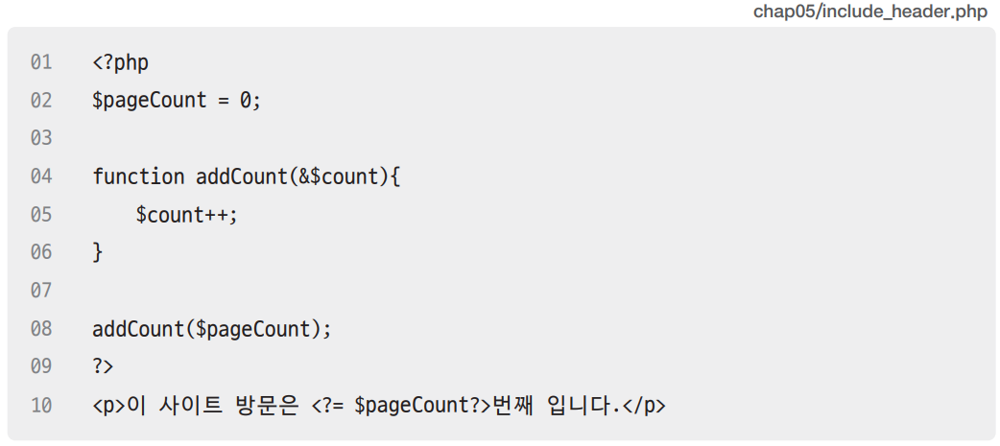 chap05/include_header.php
01 <?php
02 $pageCount = 0;
03
04 function addCount(&$count){
05     $count++;
06 }
07
08 addCount($pageCount);
09 ?>
10 <p>이 사이트 방문은 <?= $pageCount?>번째 입니다.</p>